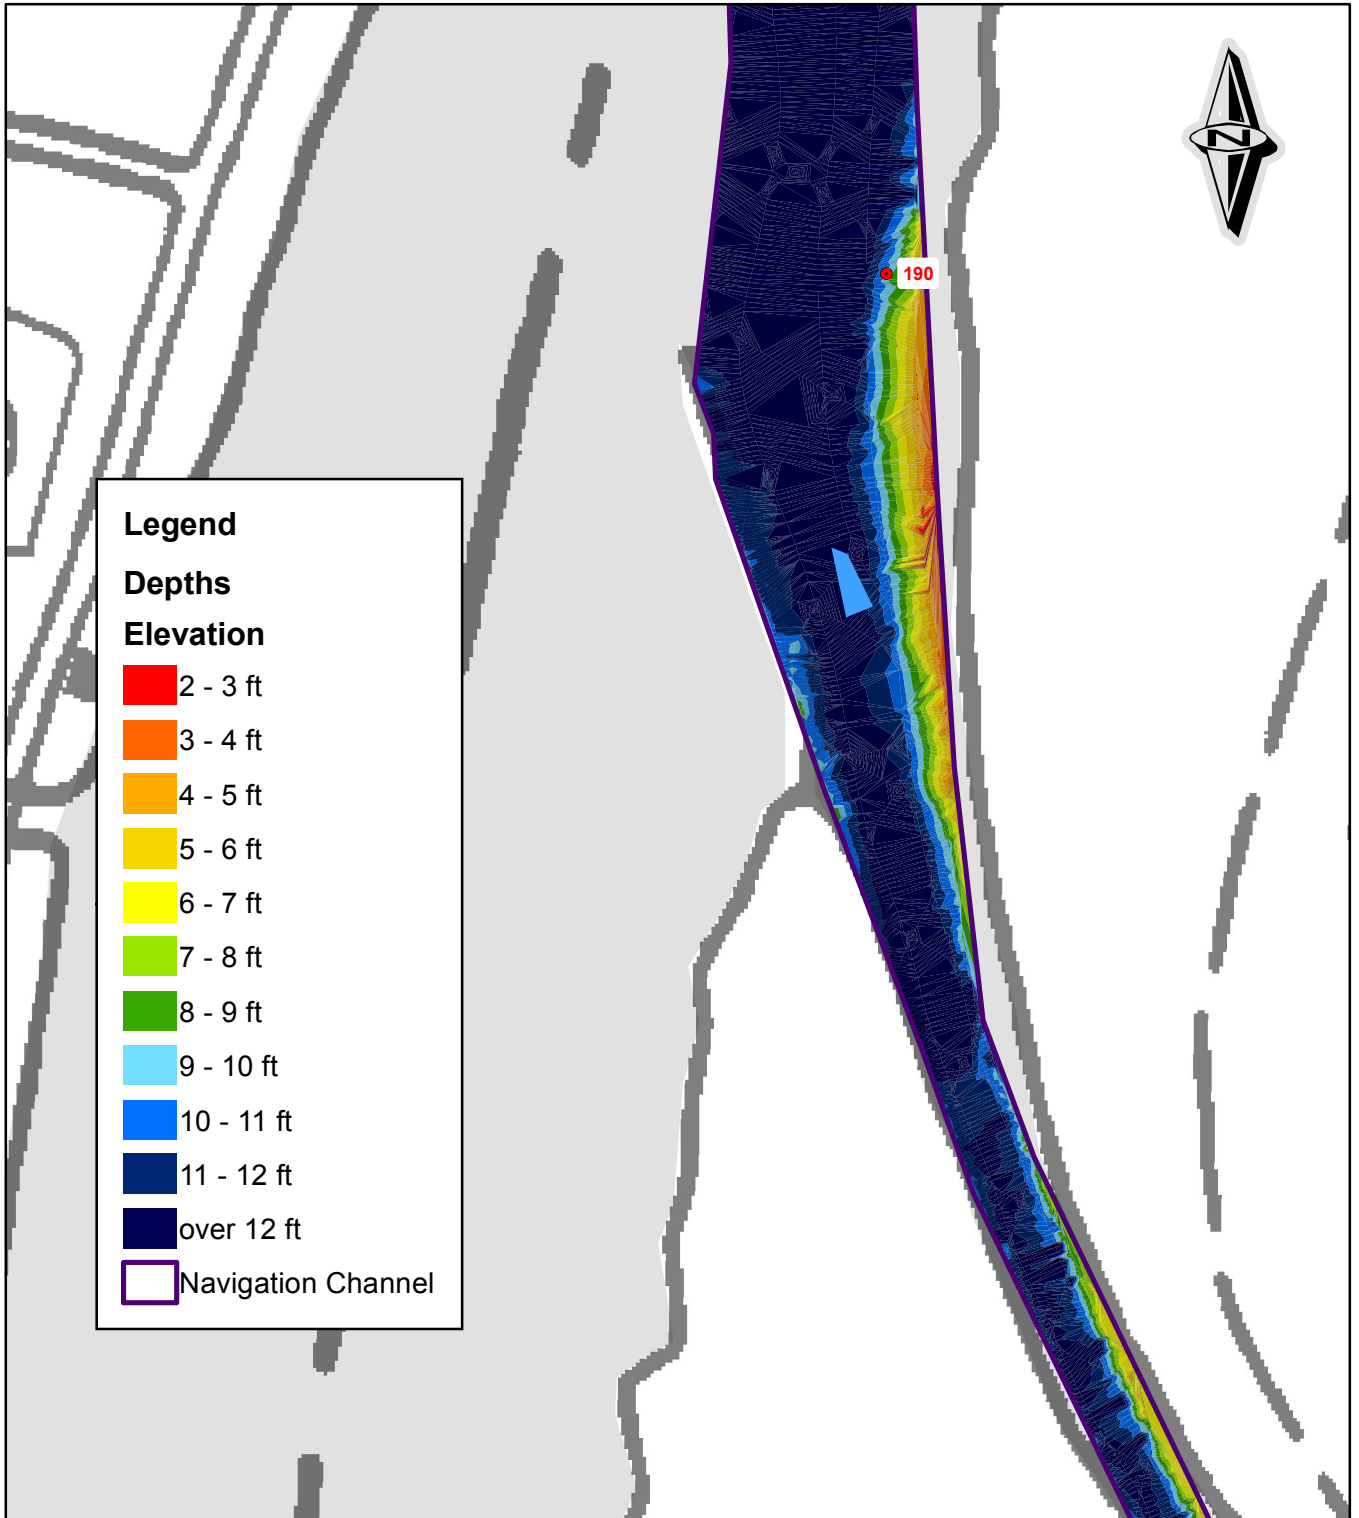 N
190
Legend
Depths
Elevation
2 - 3 ft
3 - 4 ft
4 - 5 ft
5 - 6 ft
6 - 7 ft
7 - 8 ft
8 - 9 ft
9 - 10 ft
10 - 11 ft
11 - 12 ft
over 12 ft
Navigation Channel